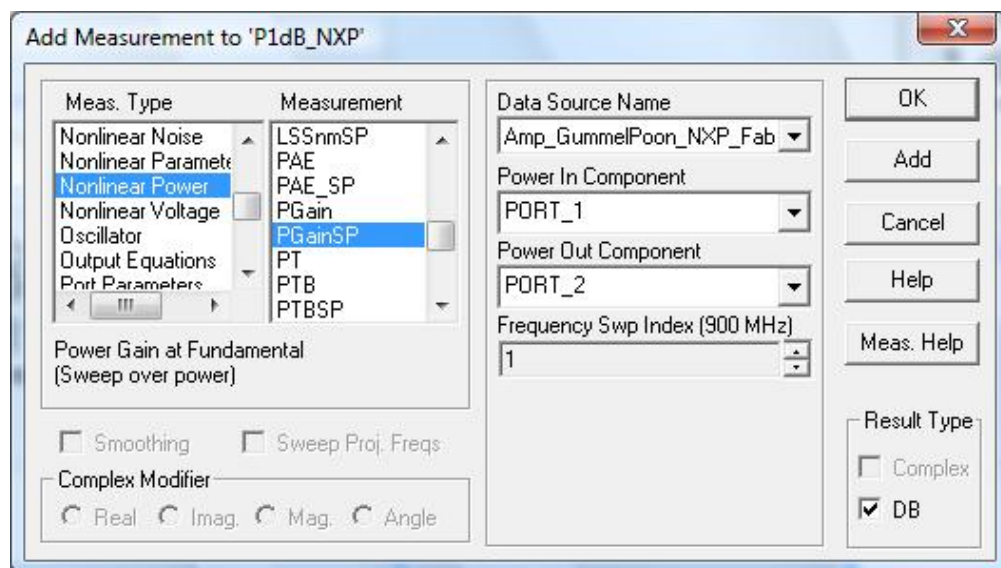 Add Measurement to 'P1dB_NXP'
Meas. Type
Nonlinear Noise
Nonlinear Paramete
Nonlinear Power
Nonlinear Voltage
Oscillator
Output Equations
Port Parameters
Measurement
LSSnmSP
PAE
PAE_SP
PGain
PGainSP
PT
PTB
PTBSP
Power Gain at Fundamental
(Sweep over power)
Smoothing
Sweep Proj. Freqs
Complex Modifier
Real
Imag.
Mag.
Angle
Data Source Name
Amp_GummelPoon_NXP_Fab
Power In Component
PORT_1
Power Out Component
PORT_2
Frequency Swp Index (900 MHz)
1
OK
Add
Cancel
Help
Meas. Help
Result Type
Complex
DB